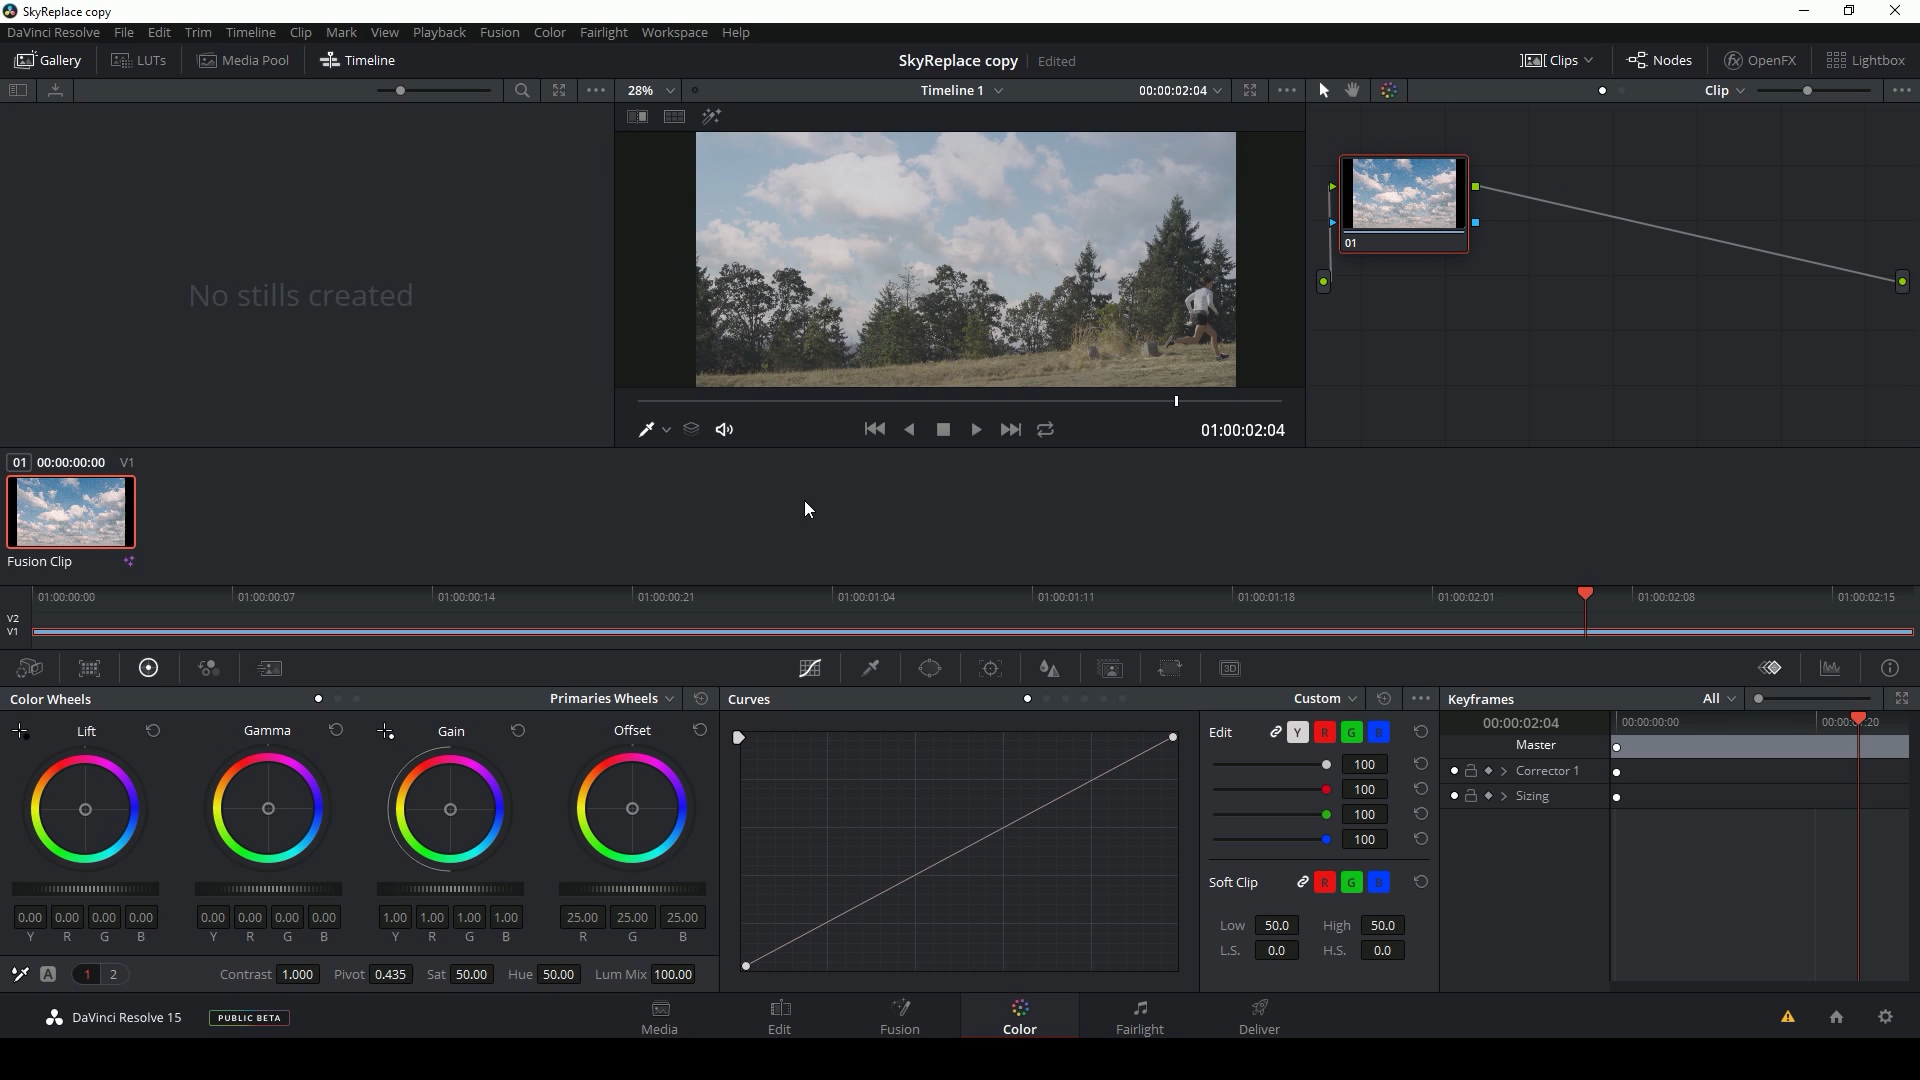 SkyReplace copy
DaVinci Resolve File Edit Trim Timeline Clip Mark View Playback Fusion Color Fairlight Workspace Help
Gallery LUTs Media Pool Timeline SkyReplace copy Edited Clips Nodes OpenFX Lightbox
28% Timeline 1 00:00:02:04 Clip
No stills created
01
01:00:02:04
01 00:00:00:00 V1
Fusion Clip
01:00:00:00 01:00:00:07 01:00:00:14 01:00:00:21 01:00:01:04 01:00:01:11 01:00:01:18 01:00:02:01 01:00:02:08 01:00:02:15
V2
V1
3D
Color Wheels Primaries Wheels Curves Custom Keyframes All
Lift Gamma Gain Offset
Edit Y R G B
100
100
100
100
Soft Clip R G B
Low 50.0 High 50.0
L.S. 0.0 H.S. 0.0
00:00:02:04 00:00:00:00
Master
Corrector 1
Sizing
0.00 0.00 0.00 0.00 0.00 0.00 0.00 0.00 1.00 1.00 1.00 1.00 25.00 25.00 25.00
Y R G B Y R G B Y R G B R G B
A 1 2 Contrast 1.000 Pivot 0.435 Sat 50.00 Hue 50.00 Lum Mix 100.00
DaVinci Resolve 15 PUBLIC BETA Media Edit Fusion Color Fairlight Deliver